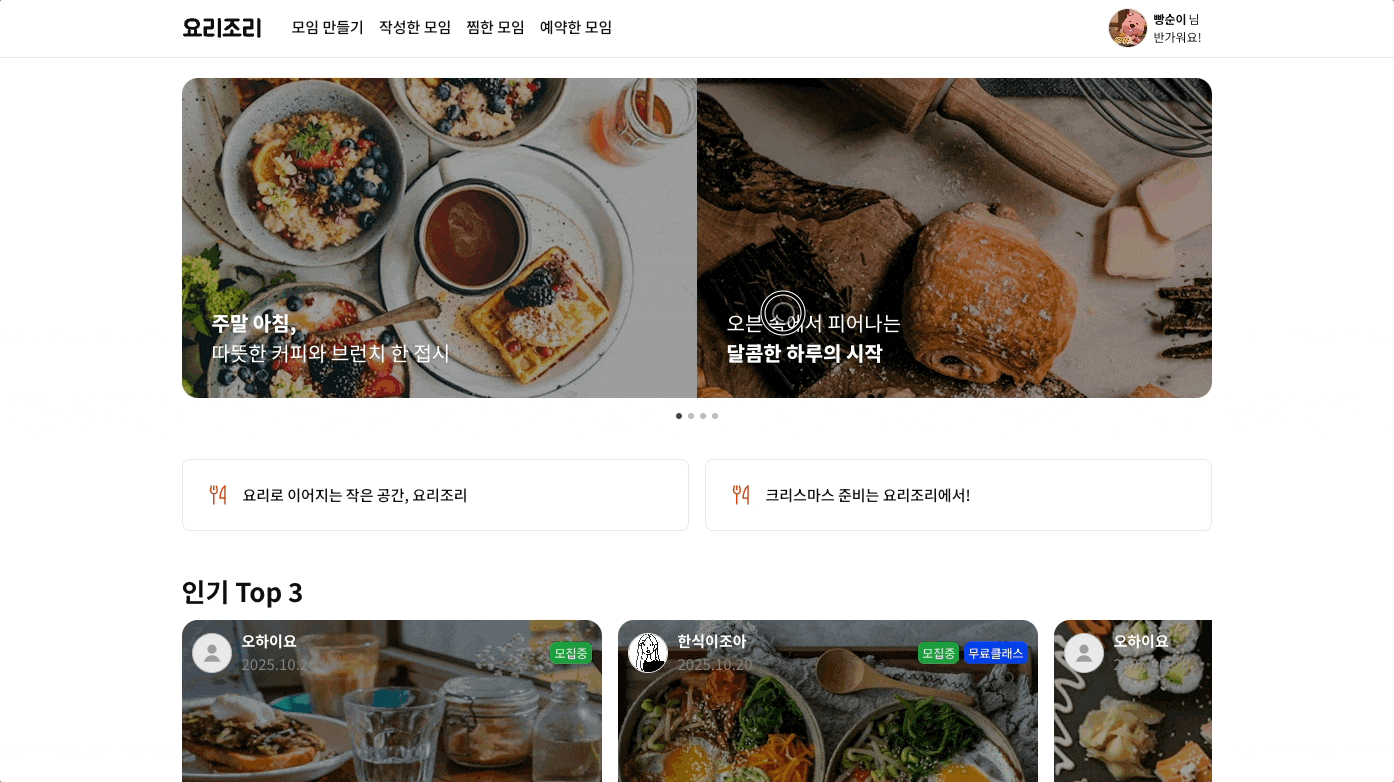 요리조리
모임 만들기 작성한 모임 찜한 모임 예약한 모임
빵순이 님
반가워요!
주말 아침,
따뜻한 커피와 브런치 한 접시
오븐 속에서 피어나는
달콤한 하루의 시작
요리로 이어지는 작은 공간, 요리조리
크리스마스 준비는 요리조리에서!
인기 Top 3
오하이요
모집중
한식이조아
2025.10.20
모집중 무료클래스
오하이요